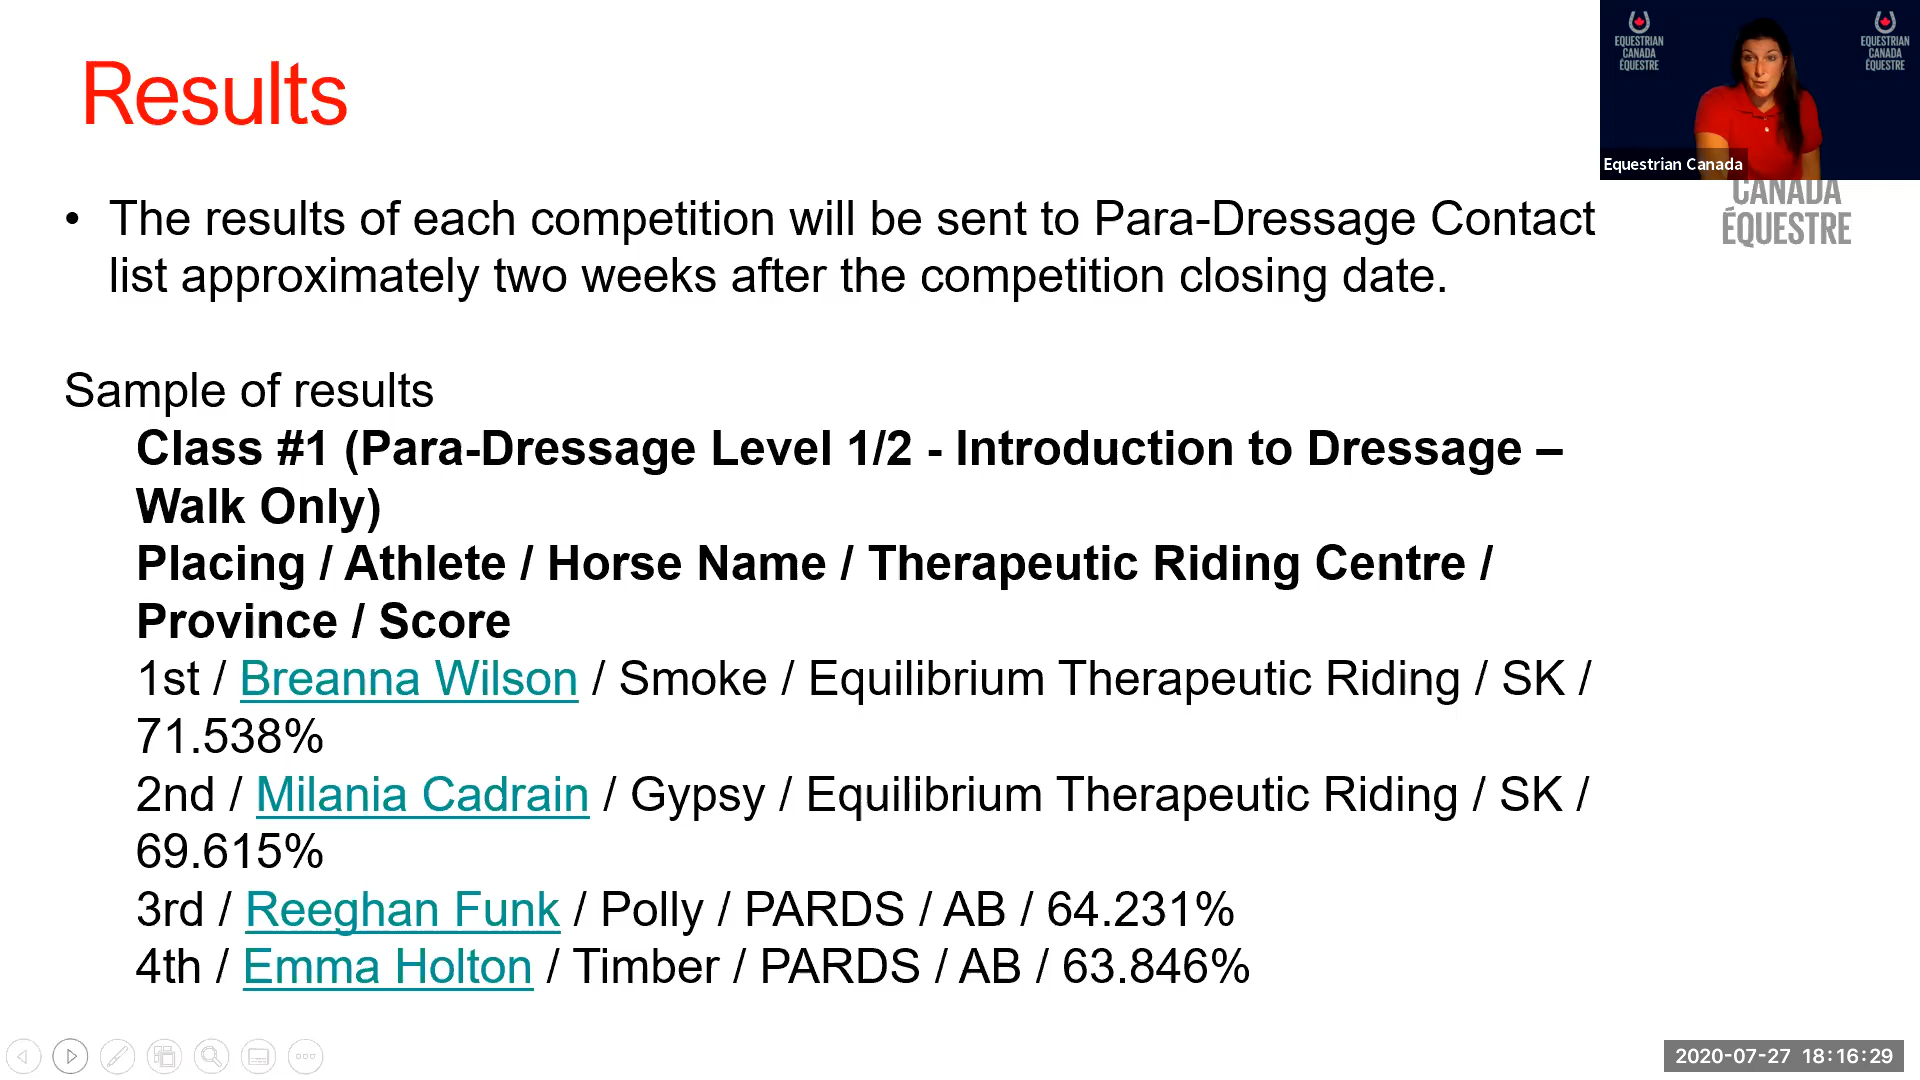 Results
EQUESTRIAN
CANADA
ÉQUESTRE
EQUESTRIAN
CANADA
ÉQUESTRE
Equestrian Canada
CANADA
ÉQUESTRE
• The results of each competition will be sent to Para-Dressage Contact
list approximately two weeks after the competition closing date.
Sample of results
Class #1 (Para-Dressage Level 1/2 - Introduction to Dressage –
Walk Only)
Placing / Athlete / Horse Name / Therapeutic Riding Centre /
Province / Score
1st / Breanna Wilson / Smoke / Equilibrium Therapeutic Riding / SK /
71.538%
2nd / Milania Cadrain / Gypsy / Equilibrium Therapeutic Riding / SK /
69.615%
3rd / Reeghan Funk / Polly / PARDS / AB / 64.231%
4th / Emma Holton / Timber / PARDS / AB / 63.846%
2020-07-27 18:16:29